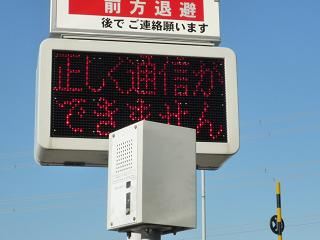 前方退避
後でご連絡願います
正しく通信が
できません